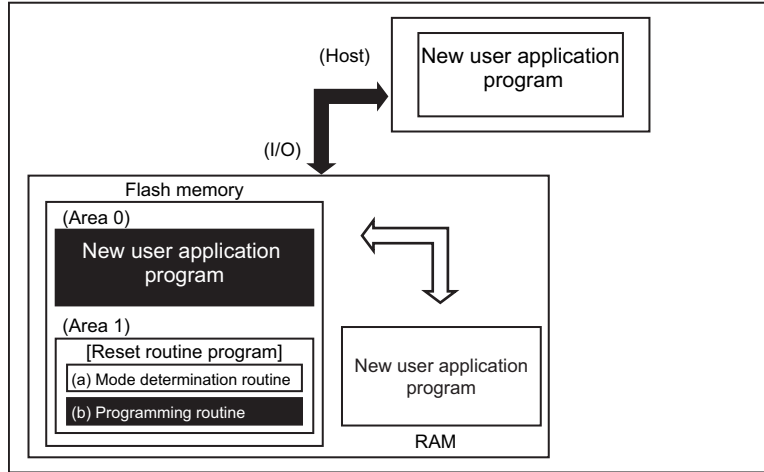 (Host)
New user application
program
(I/O)
Flash memory
(Area 0)
New user application
program
(Area 1)
[Reset routine program]
(a) Mode determination routine
(b) Programming routine
New user application
program
RAM